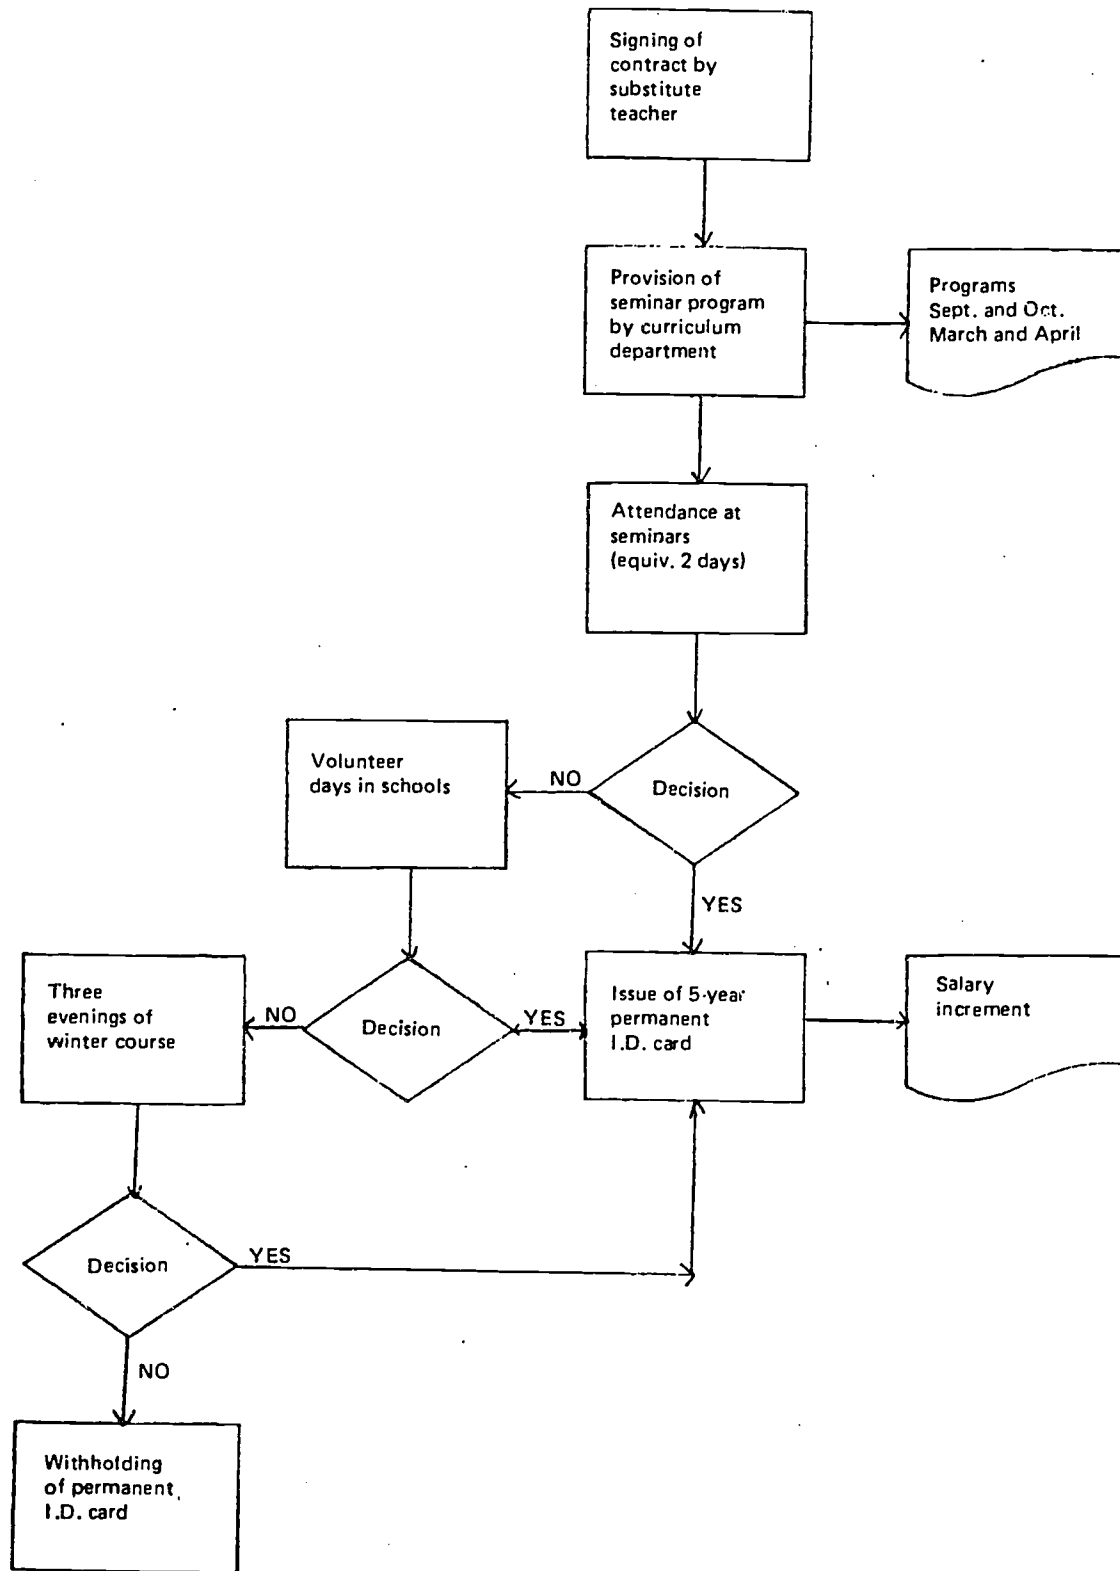 Signing of
contract by
substitute
teacher
Provision of
seminar program
by curriculum
department
Programs
Sept. and Oct.
March and April
Attendance at
seminars
(equiv. 2 days)
Volunteer
days in schools
NO
Decision
YES
Three
evenings of
winter course
NO
Decision
YES
Issue of 5-year
permanent
I.D. card
Salary
increment
Decision
YES
NO
Withholding
of permanent
I.D. card